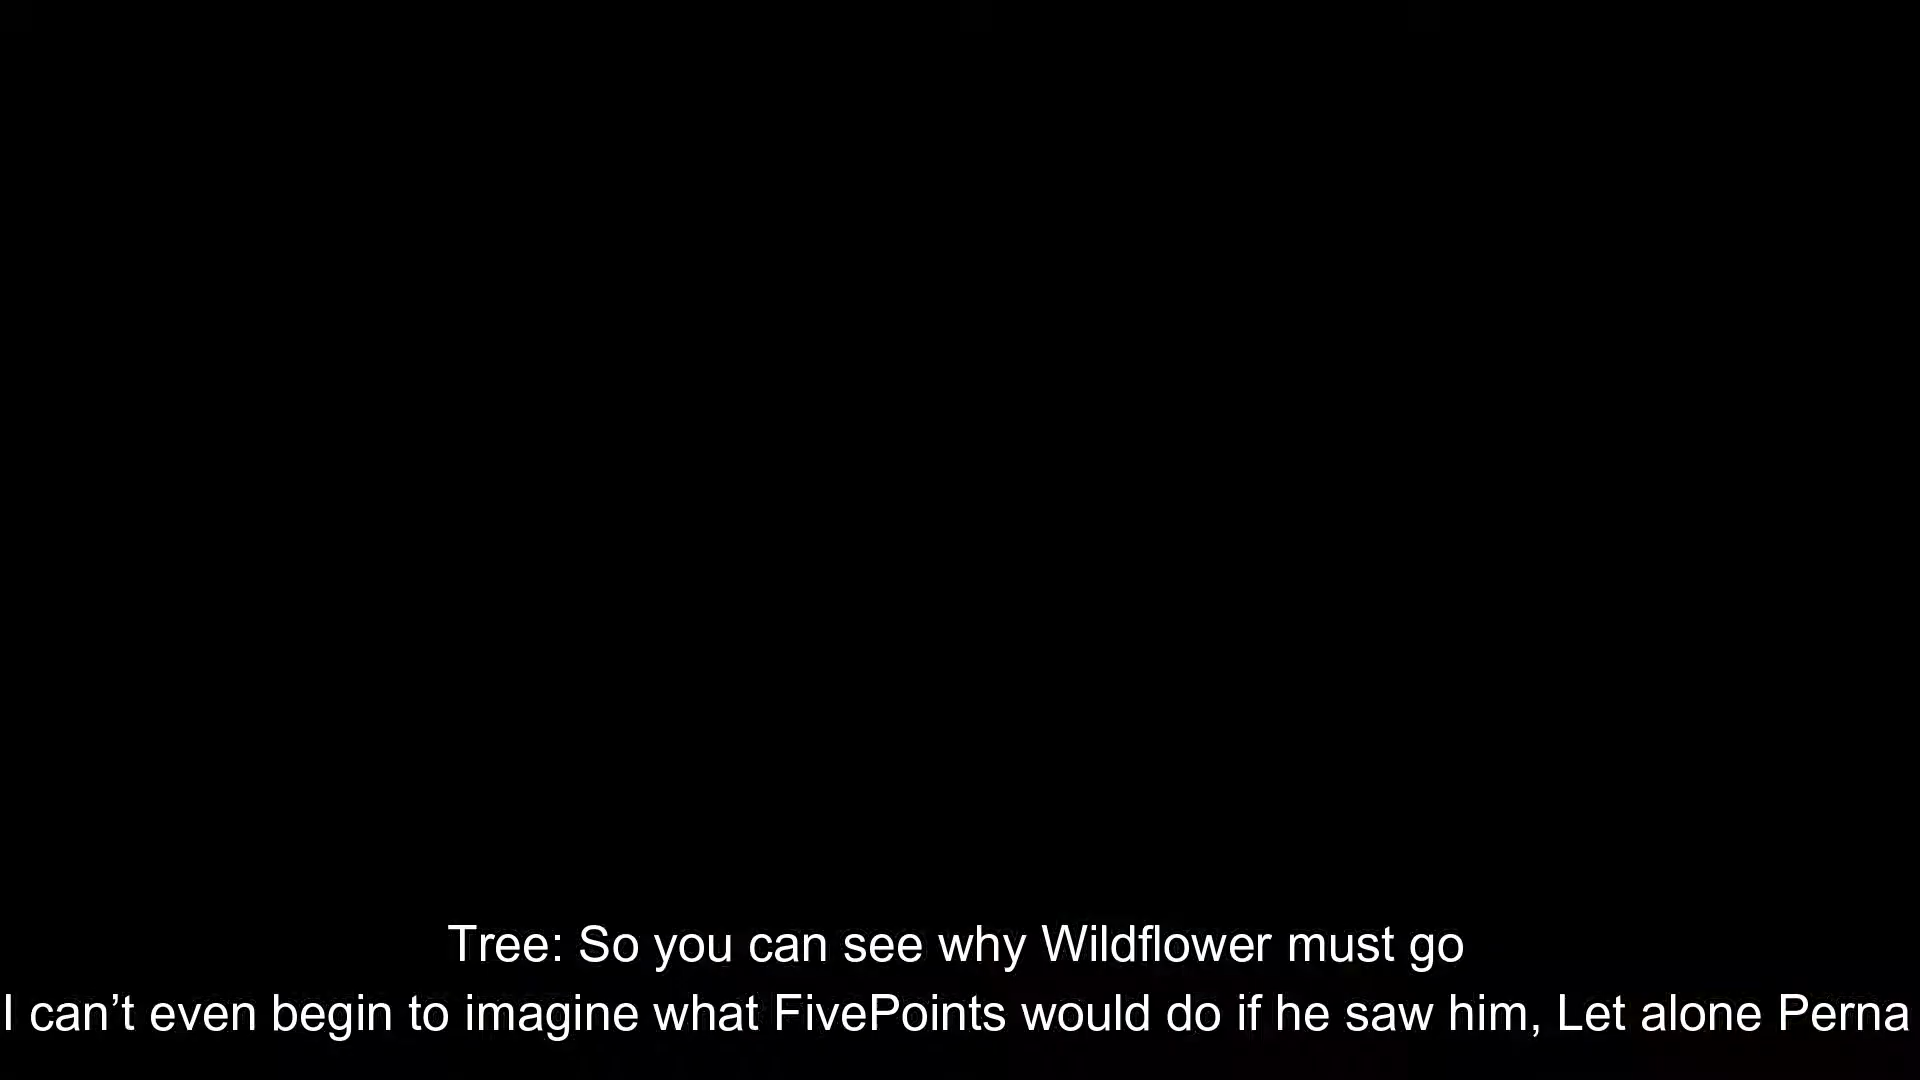 Tree: So you can see why Wildflower must go
I can’t even begin to imagine what FivePoints would do if he saw him, Let alone Perna